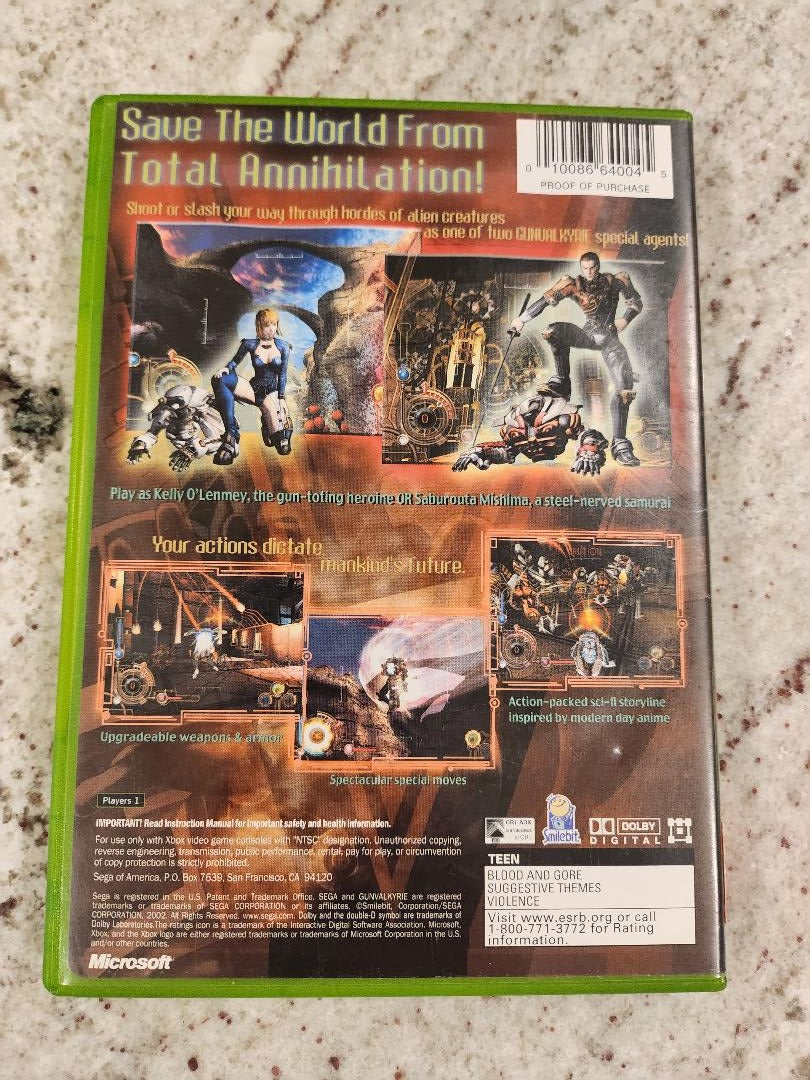 Save The World From
Total Annihilation!
0 10086 64004 5
PROOF OF PURCHASE
Shoot or slash your way through hordes of alien creatures
as one of two GUNVALKYRIE special agents!
Play as Kelly O'Lenmey, the gun-toting heroine OR Saburouta Mishima, a steel-nerved samurai
Your actions dictate
mankind's future.
Upgradeable weapons & armor
Spectacular special moves
Action-packed sci-fi storyline
inspired by modern day anime
Players 1
IMPORTANT! Read Instruction Manual for important safety and health information.
For use only with Xbox video game consoles with "NTSC" designation. Unauthorized copying,
reverse engineering, transmission, public performance, rental, pay for play, or circumvention
of copy protection is strictly prohibited.
Sega of America, P.O. Box 7639, San Francisco, CA 94120
Sega is registered in the U.S. Patent and Trademark Office. SEGA and GUNVALKYRIE are registered
trademarks or trademarks of SEGA CORPORATION or its affiliates. ©Smilebit, Corporation/SEGA
CORPORATION, 2002. All Rights Reserved. www.sega.com. Dolby and the double-D symbol are trademarks of
Dolby Laboratories.The ratings icon is a trademark of the Interactive Digital Software Association. Microsoft,
Xbox, and the Xbox logo are either registered trademarks or trademarks of Microsoft Corporation in the U.S.
and/or other countries.
Microsoft
CRI ADX
Smilebit
DOLBY
DIGITAL
TEEN
BLOOD AND GORE
SUGGESTIVE THEMES
VIOLENCE
Visit www.esrb.org or call
1-800-771-3772 for Rating
information.